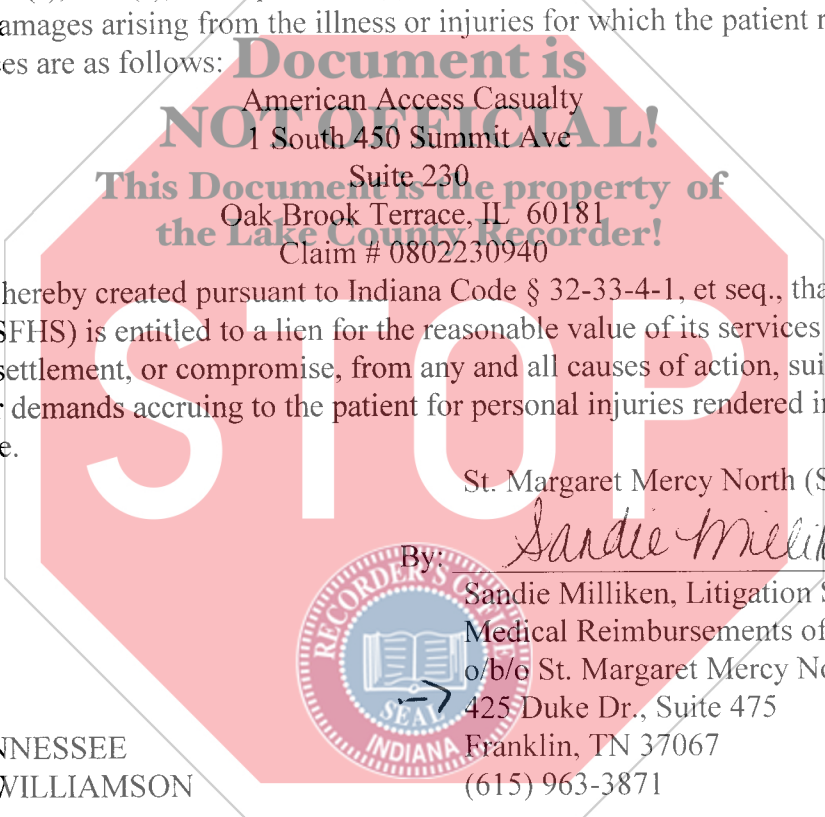 amages arising from the illness or injuries for which the patient r
es are as follows:
Document is
American Access Casualty
NOT OFFICIAL!
1 South 450 Summit Ave
Suite 230
This Document is the property of
Oak Brook Terrace, IL 60181
the Lake County Recorder!
Claim # 0802230940
hereby created pursuant to Indiana Code § 32-33-4-1, et seq., tha
SFHS) is entitled to a lien for the reasonable value of its services
settlement, or compromise, from any and all causes of action, sui
r demands accruing to the patient for personal injuries rendered i
e.
STOP
St. Margaret Mercy North (S
By: Sandie Millik
Sandie Milliken, Litigation S
Medical Reimbursements of
o/b/o St. Margaret Mercy No
425 Duke Dr., Suite 475
Franklin, TN 37067
(615) 963-3871
RECORDER'S OFFICE
SEAL
INDIANA
NNESSEE
WILLIAMSON